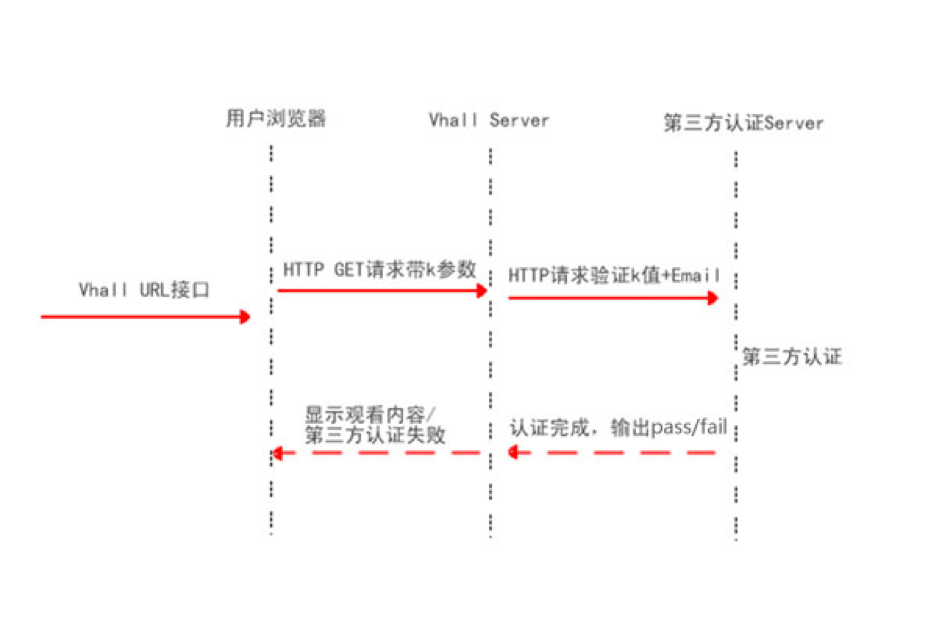 用户浏览器
Vhall Server
第三方认证Server
HTTP GET请求带k参数
HTTP请求验证k值+Email
Vhall URL接口
第三方认证
显示观看内容/
第三方认证失败
认证完成，输出pass/fail